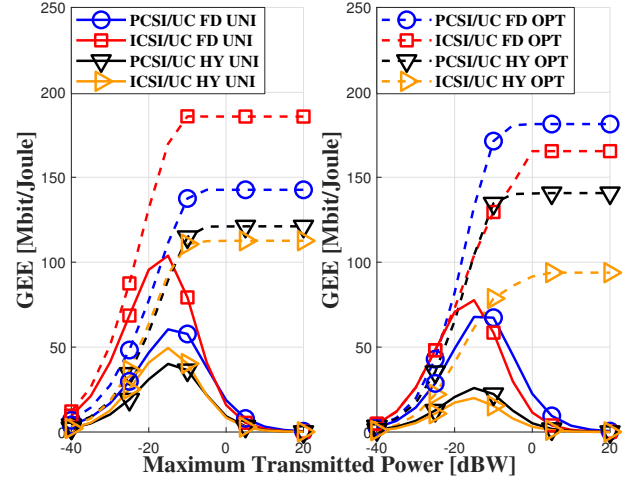 250
200
150
100
50
0
-40
-20
0
20
GEE [Mbit/Joule]
PCSI/UC FD UNI
ICSI/UC FD UNI
PCSI/UC HY UNI
ICSI/UC HY UNI
250
200
150
100
50
0
-40
-20
0
20
GEE [Mbit/Joule]
PCSI/UC FD OPT
ICSI/UC FD OPT
PCSI/UC HY OPT
ICSI/UC HY OPT
Maximum Transmitted Power [dBW]